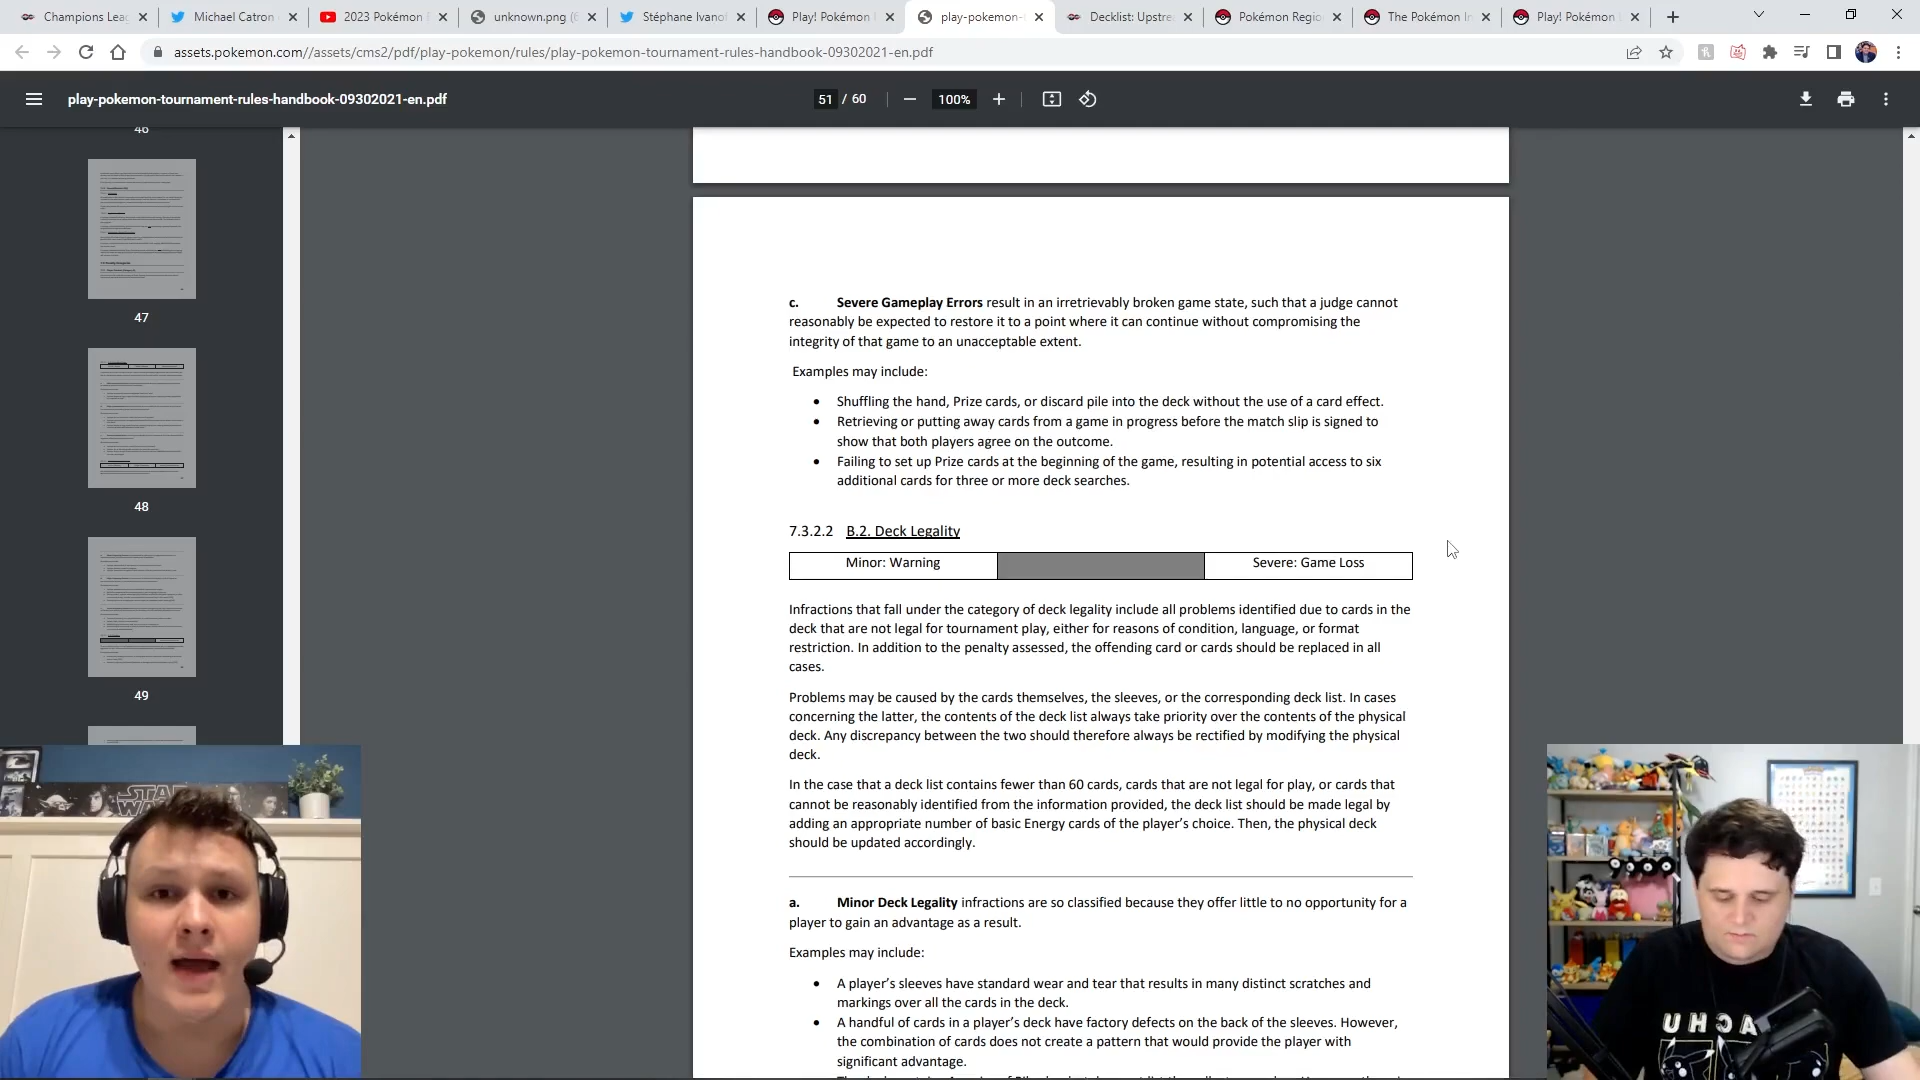 Champions Lea
Michael Catron
2023 Pokémon
unknown.png (6
Stéphane Ivanof
Play! Pokémon
play-pokemon-
Decklist: Upstre
Pokémon Regio
The Pokémon In
Play! Pokémon
assets.pokemon.com//assets/cms2/pdf/play-pokemon/rules/play-pokemon-tournament-rules-handbook-09302021-en.pdf
play-pokemon-tournament-rules-handbook-09302021-en.pdf
51 / 60
100%
46
47
48
49
c. Severe Gameplay Errors result in an irretrievably broken game state, such that a judge cannot
reasonably be expected to restore it to a point where it can continue without compromising the
integrity of that game to an unacceptable extent.
Examples may include:
• Shuffling the hand, Prize cards, or discard pile into the deck without the use of a card effect.
• Retrieving or putting away cards from a game in progress before the match slip is signed to
show that both players agree on the outcome.
• Failing to set up Prize cards at the beginning of the game, resulting in potential access to six
additional cards for three or more deck searches.
7.3.2.2 B.2. Deck Legality
Minor: Warning
Severe: Game Loss
Infractions that fall under the category of deck legality include all problems identified due to cards in the
deck that are not legal for tournament play, either for reasons of condition, language, or format
restriction. In addition to the penalty assessed, the offending card or cards should be replaced in all
cases.
Problems may be caused by the cards themselves, the sleeves, or the corresponding deck list. In cases
concerning the latter, the contents of the deck list always take priority over the contents of the physical
deck. Any discrepancy between the two should therefore always be rectified by modifying the physical
deck.
In the case that a deck list contains fewer than 60 cards, cards that are not legal for play, or cards that
cannot be reasonably identified from the information provided, the deck list should be made legal by
adding an appropriate number of basic Energy cards of the player's choice. Then, the physical deck
should be updated accordingly.
a. Minor Deck Legality infractions are so classified because they offer little to no opportunity for a
player to gain an advantage as a result.
Examples may include:
• A player's sleeves have standard wear and tear that results in many distinct scratches and
markings over all the cards in the deck.
• A handful of cards in a player's deck have factory defects on the back of the sleeves. However,
the combination of cards does not create a pattern that would provide the player with
significant advantage.
STAR
WA